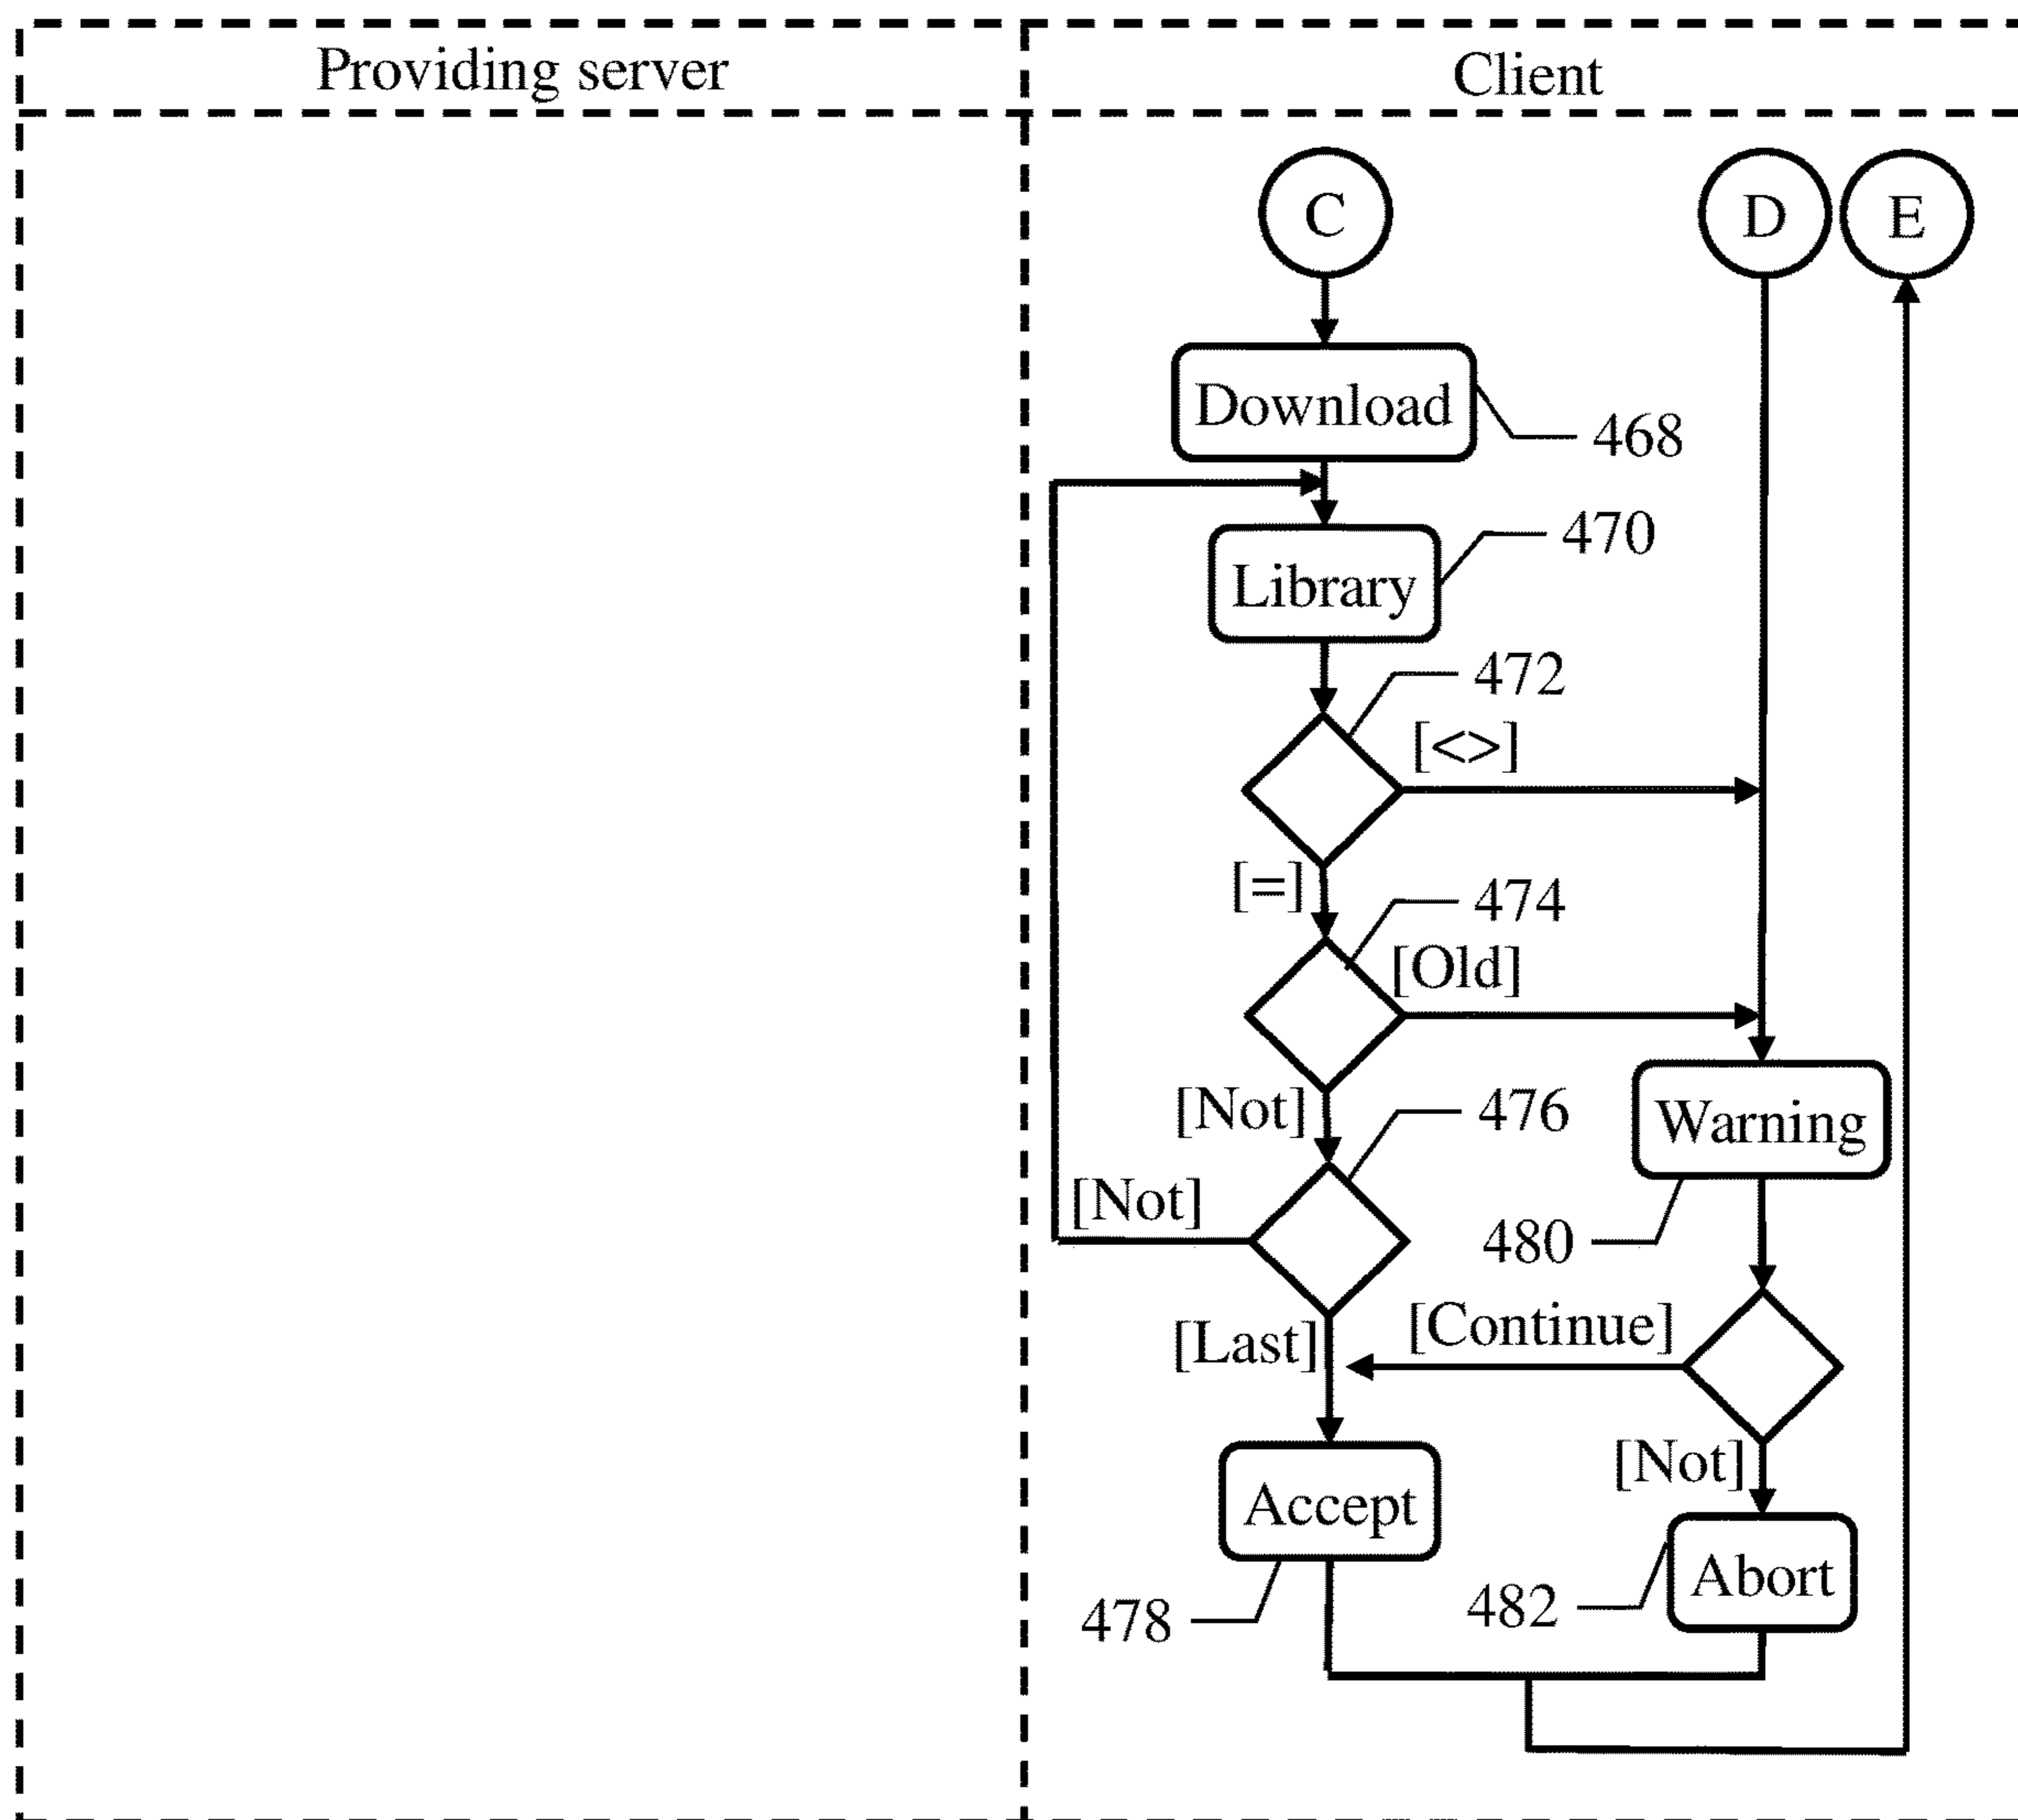 Providing server
Client
C
D
E
Download
468
470
Library
472
[<>]
[=]
474
[Old]
[Not]
476
Warning
[Not]
480
[Continue]
[Last]
[Not]
Accept
Abort
478
482